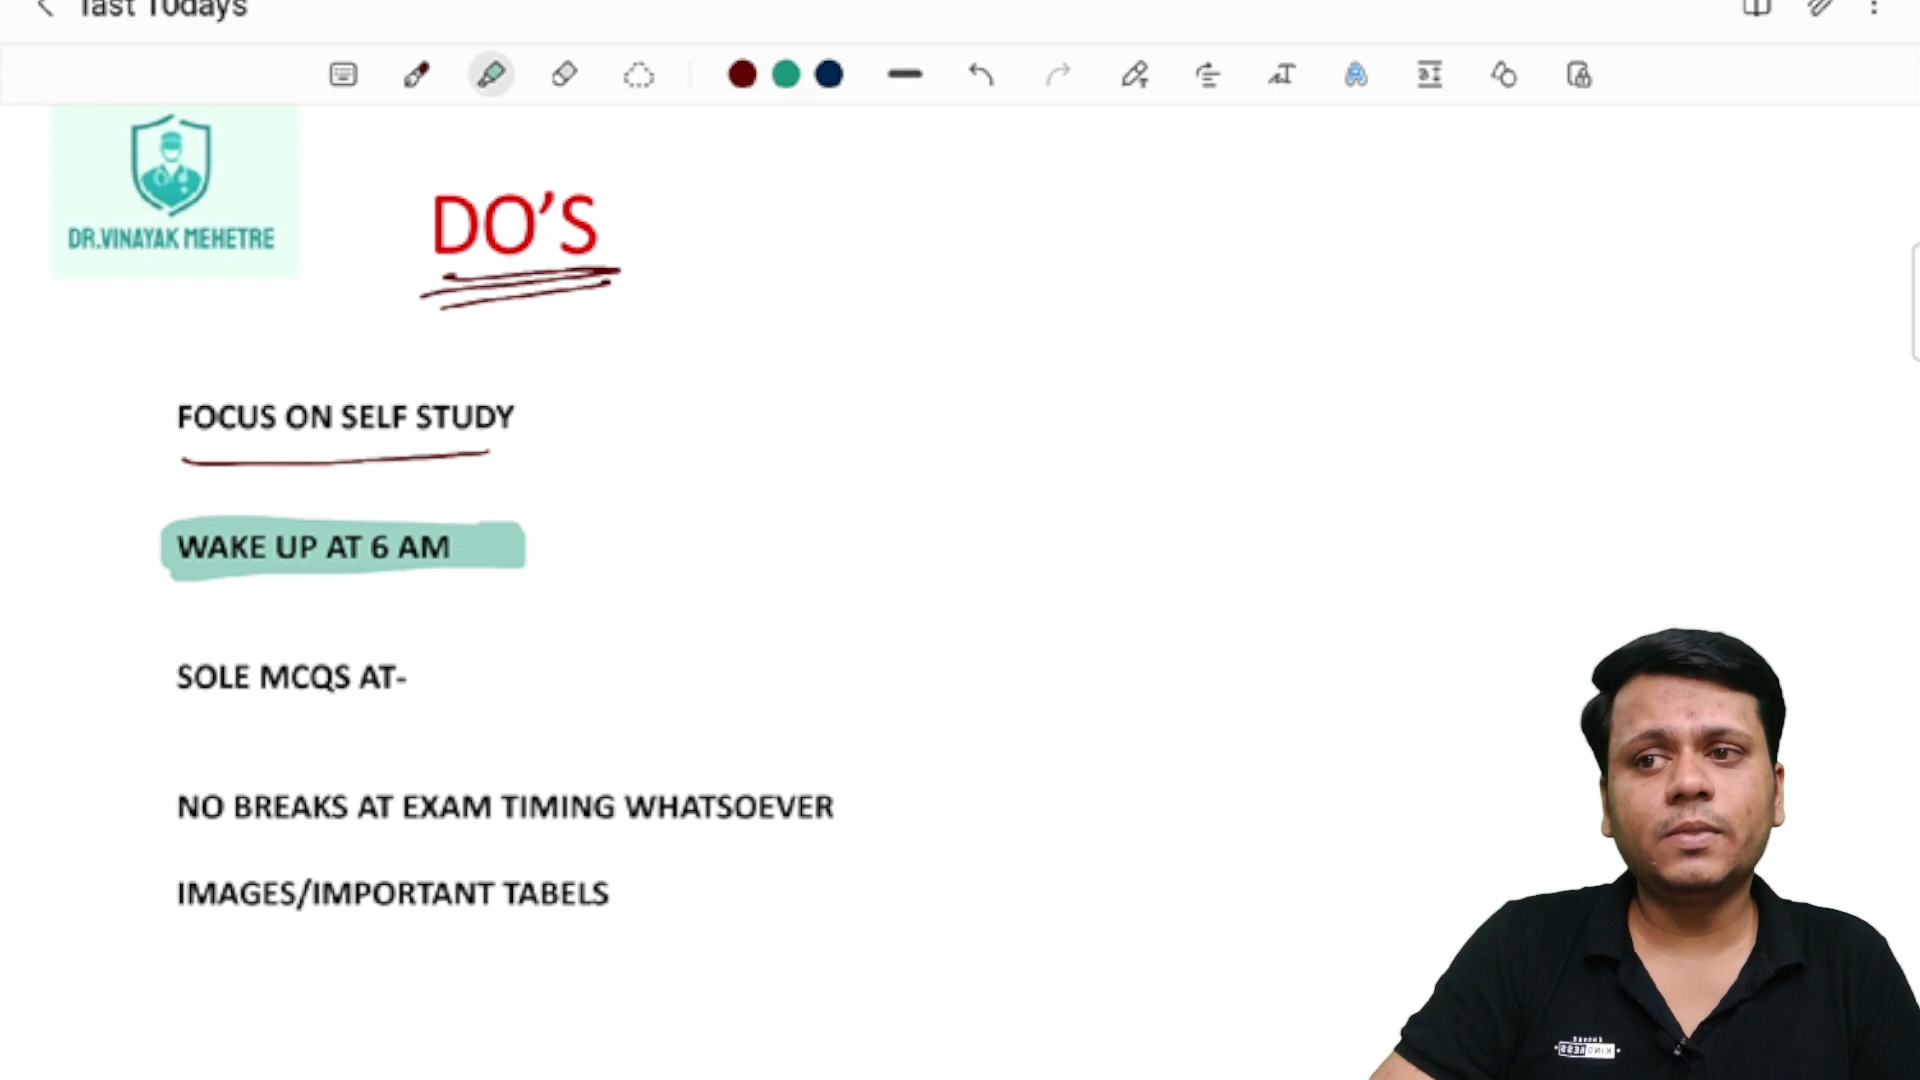 last 10days
DR.VINAYAK MEHETRE
DO'S
FOCUS ON SELF STUDY
WAKE UP AT 6 AM
SOLE MCQS AT-
NO BREAKS AT EXAM TIMING WHATSOEVER
IMAGES/IMPORTANT TABELS